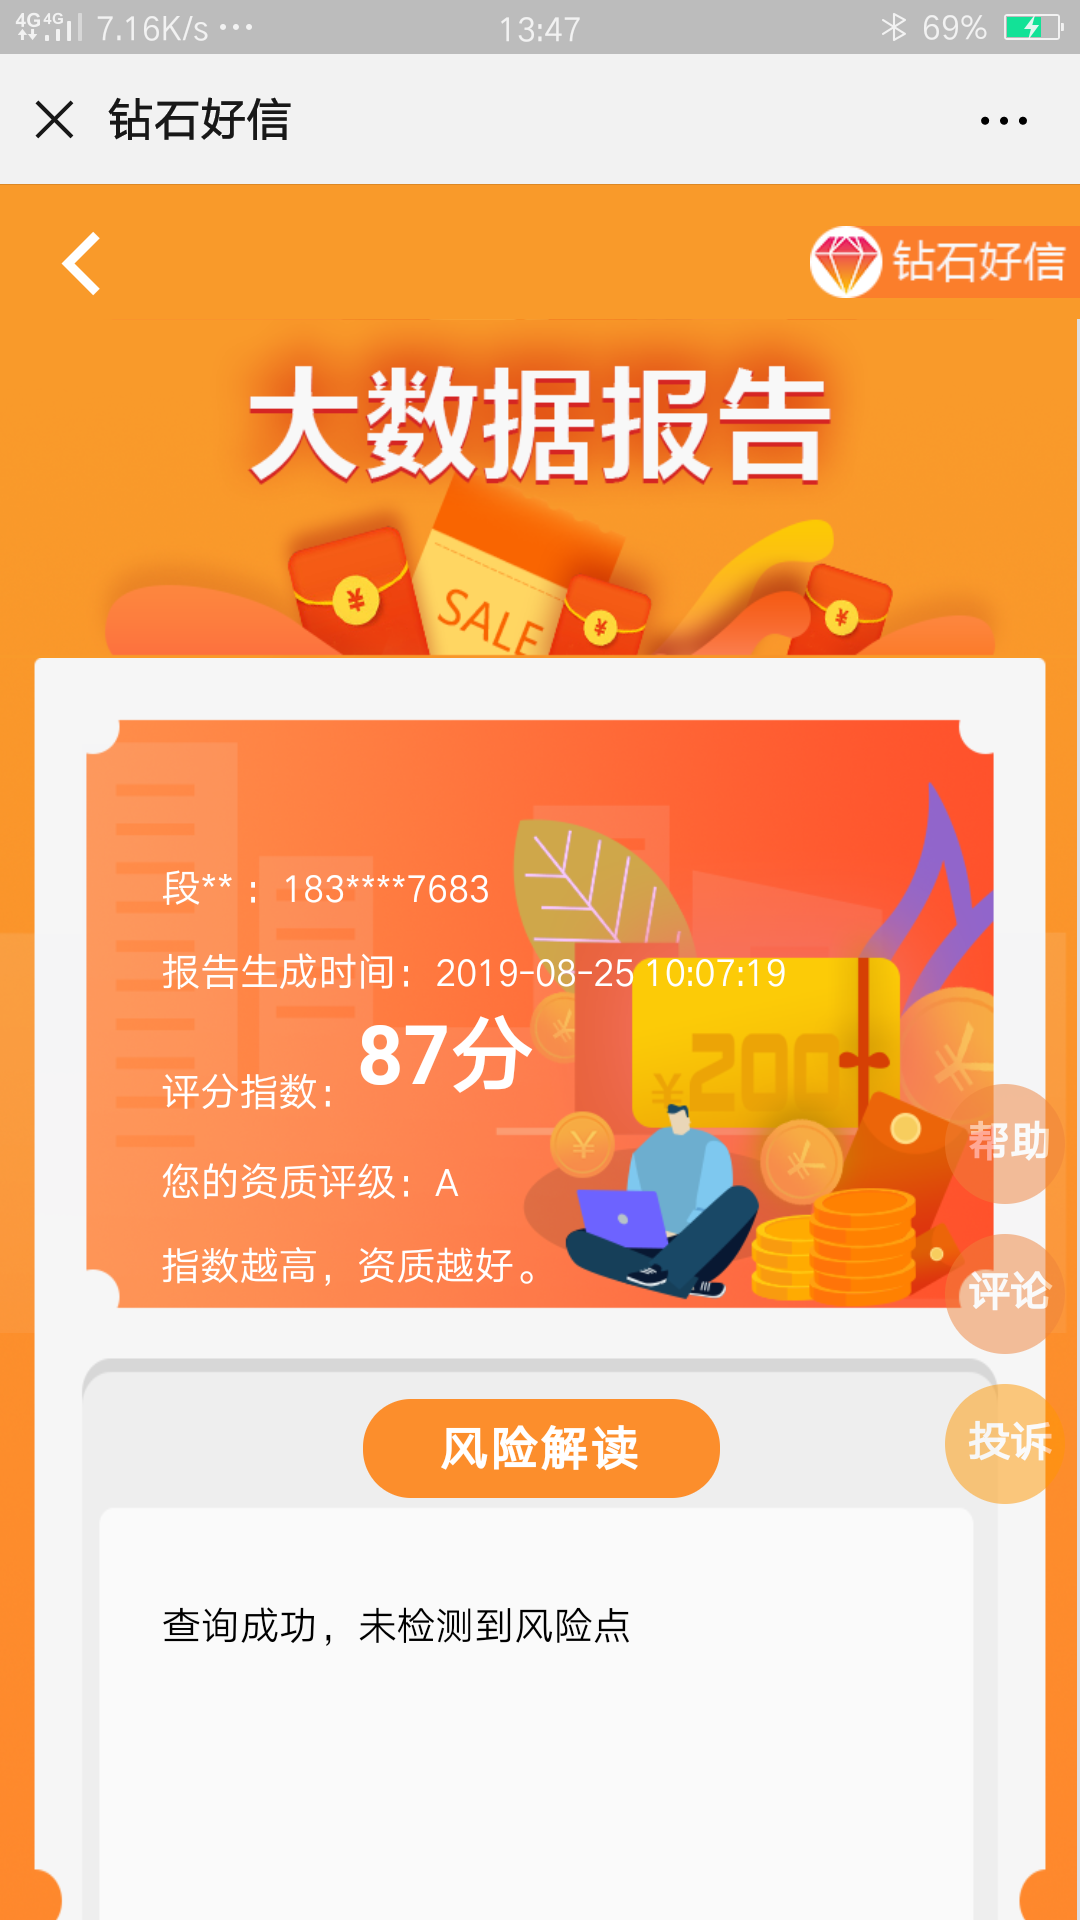 4G 4G 7.16K/s ··· 13:47 69%
钻石好信 ···
钻石好信
大数据报告
SALE
段**：183****7683
报告生成时间：2019-08-25 10:07:19
¥200
评分指数：87分
您的资质评级：A
指数越高，资质越好。
帮助
评论
投诉
风险解读
查询成功，未检测到风险点